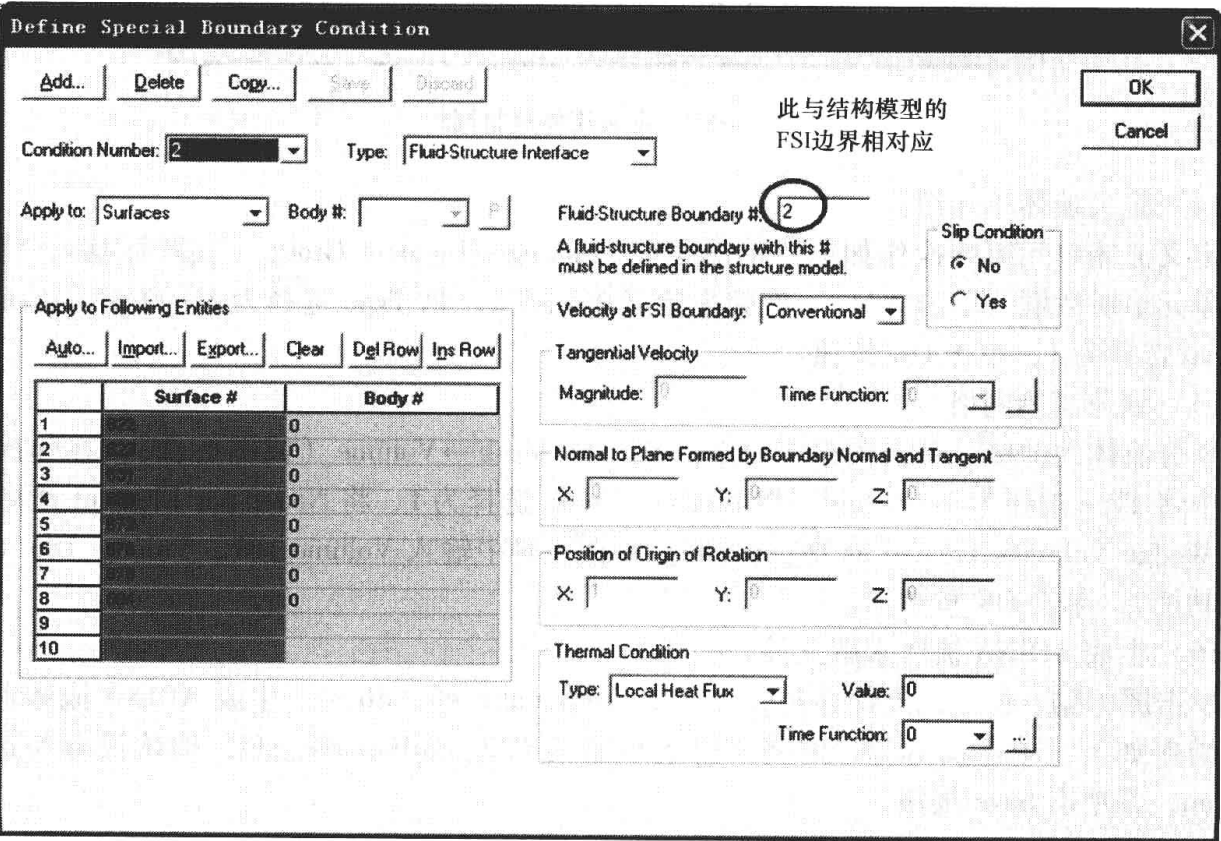 Define Special Boundary Condition
Add... Delete Copy... Save Discard
OK
此与结构模型的
FSI边界相对应
Cancel
Condition Number: 2 Type: Fluid-Structure Interface
Apply to: Surfaces Body #: P
Fluid-Structure Boundary #: 2
A fluid-structure boundary with this #
must be defined in the structure model.
Slip Condition
No
Yes
Velocity at FSI Boundary: Conventional
Apply to Following Entities
Auto... Import... Export... Clear Del Row Ins Row
Surface # Body #
1 0
2 0
3 0
4 0
5 0
6 0
7 0
8 0
9
10
Tangential Velocity
Magnitude: 0 Time Function: 0
Normal to Plane Formed by Boundary Normal and Tangent
X: 0 Y: 0 Z: 0
Position of Origin of Rotation
X: 1 Y: 0 Z: 0
Thermal Condition
Type: Local Heat Flux Value: 0
Time Function: 0 ...